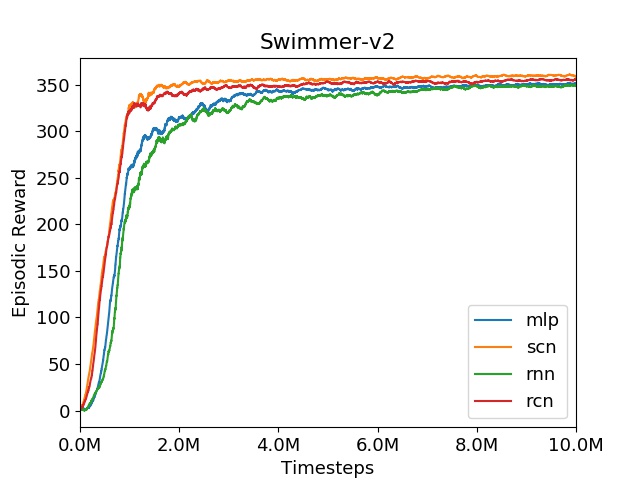 Swimmer-v2
Episodic Reward
350
300
250
200
150
100
50
0
mlp
scn
rnn
rcn
0.0M 2.0M 4.0M 6.0M 8.0M 10.0M
Timesteps